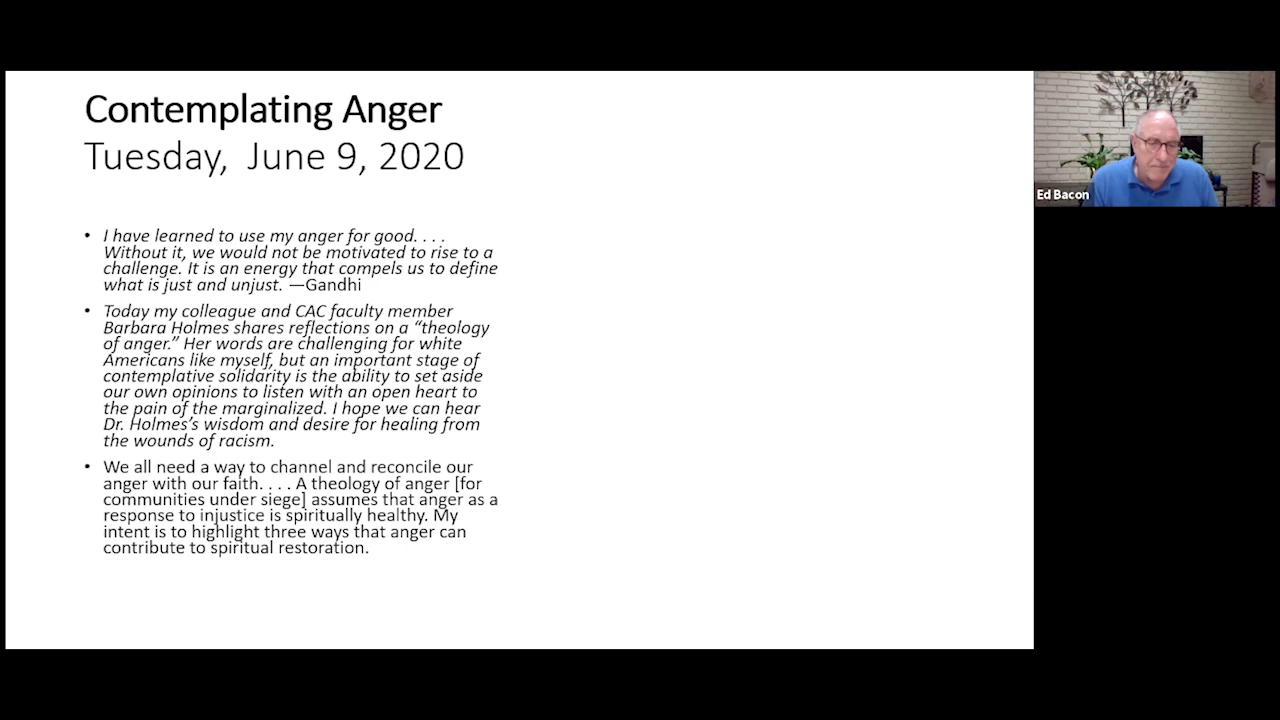 Contemplating Anger
Tuesday, June 9, 2020
• I have learned to use my anger for good. . . .
Without it, we would not be motivated to rise to a
challenge. It is an energy that compels us to define
what is just and unjust. —Gandhi
• Today my colleague and CAC faculty member
Barbara Holmes shares reflections on a “theology
of anger.” Her words are challenging for white
Americans like myself, but an important stage of
contemplative solidarity is the ability to set aside
our own opinions to listen with an open heart to
the pain of the marginalized. I hope we can hear
Dr. Holmes’s wisdom and desire for healing from
the wounds of racism.
• We all need a way to channel and reconcile our
anger with our faith. . . . A theology of anger [for
communities under siege] assumes that anger as a
response to injustice is spiritually healthy. My
intent is to highlight three ways that anger can
contribute to spiritual restoration.
Ed Bacon